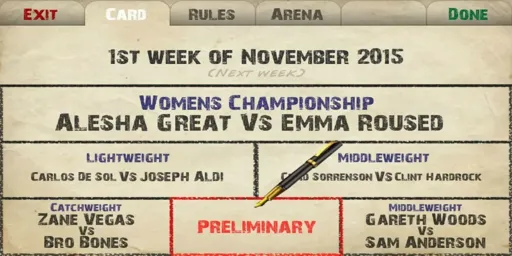 Exit Card Rules Arena Done
1st week of November 2015
(Next week)
Womens Championship
Alesha Great Vs Emma Roused
Lightweight
Carlos De Sol Vs Joseph Aldi
Middleweight
Sorrenson Vs Clint Hardrock
Catchweight
Zane Vegas
Vs
Bro Bones
Preliminary
Middleweight
Gareth Woods
Vs
Sam Anderson